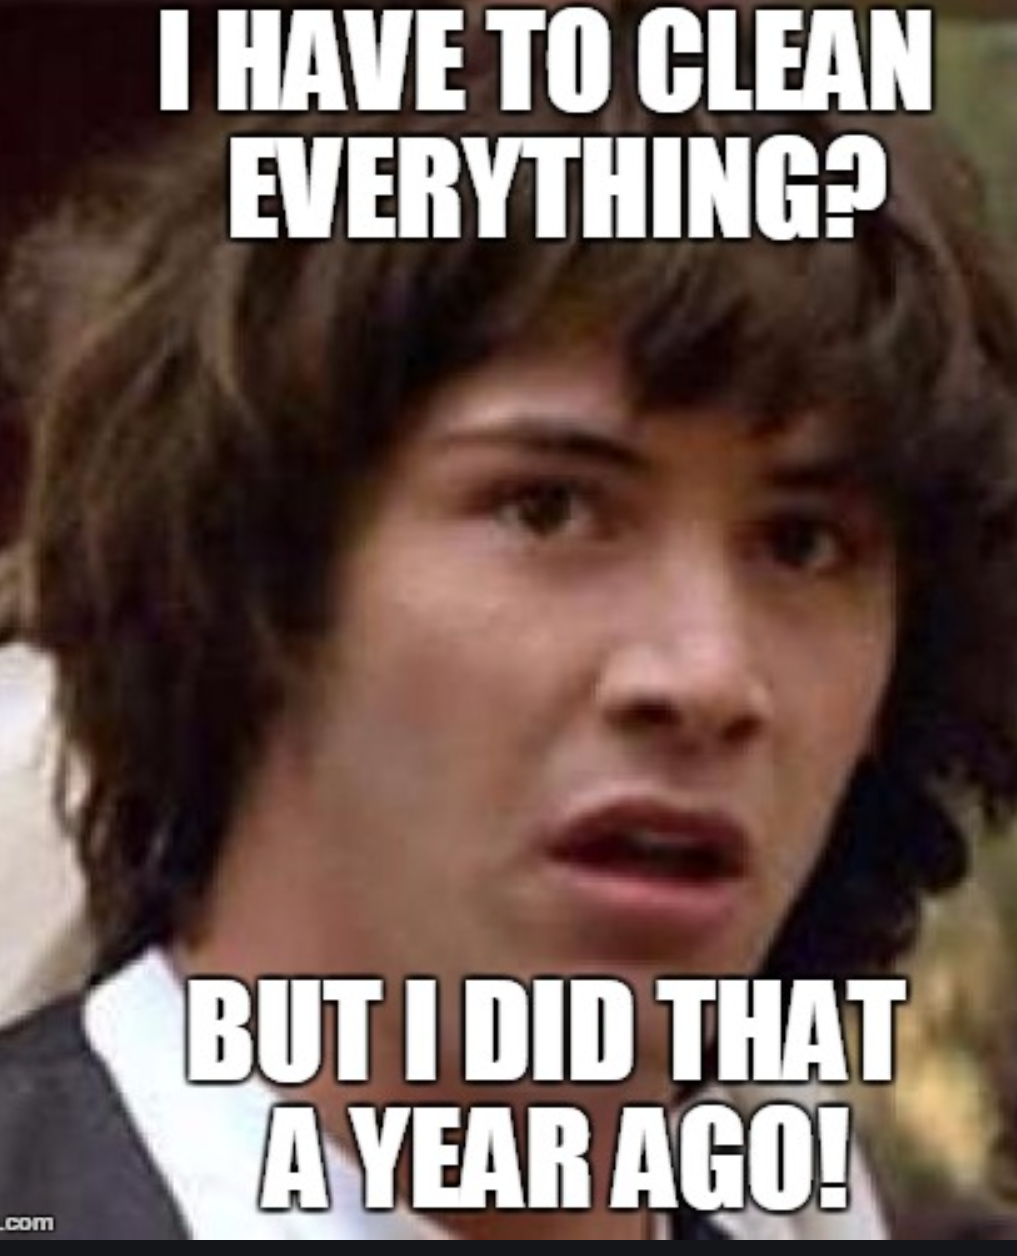 I HAVE TO CLEAN
EVERYTHING?
BUT I DID THAT
A YEAR AGO!
.com